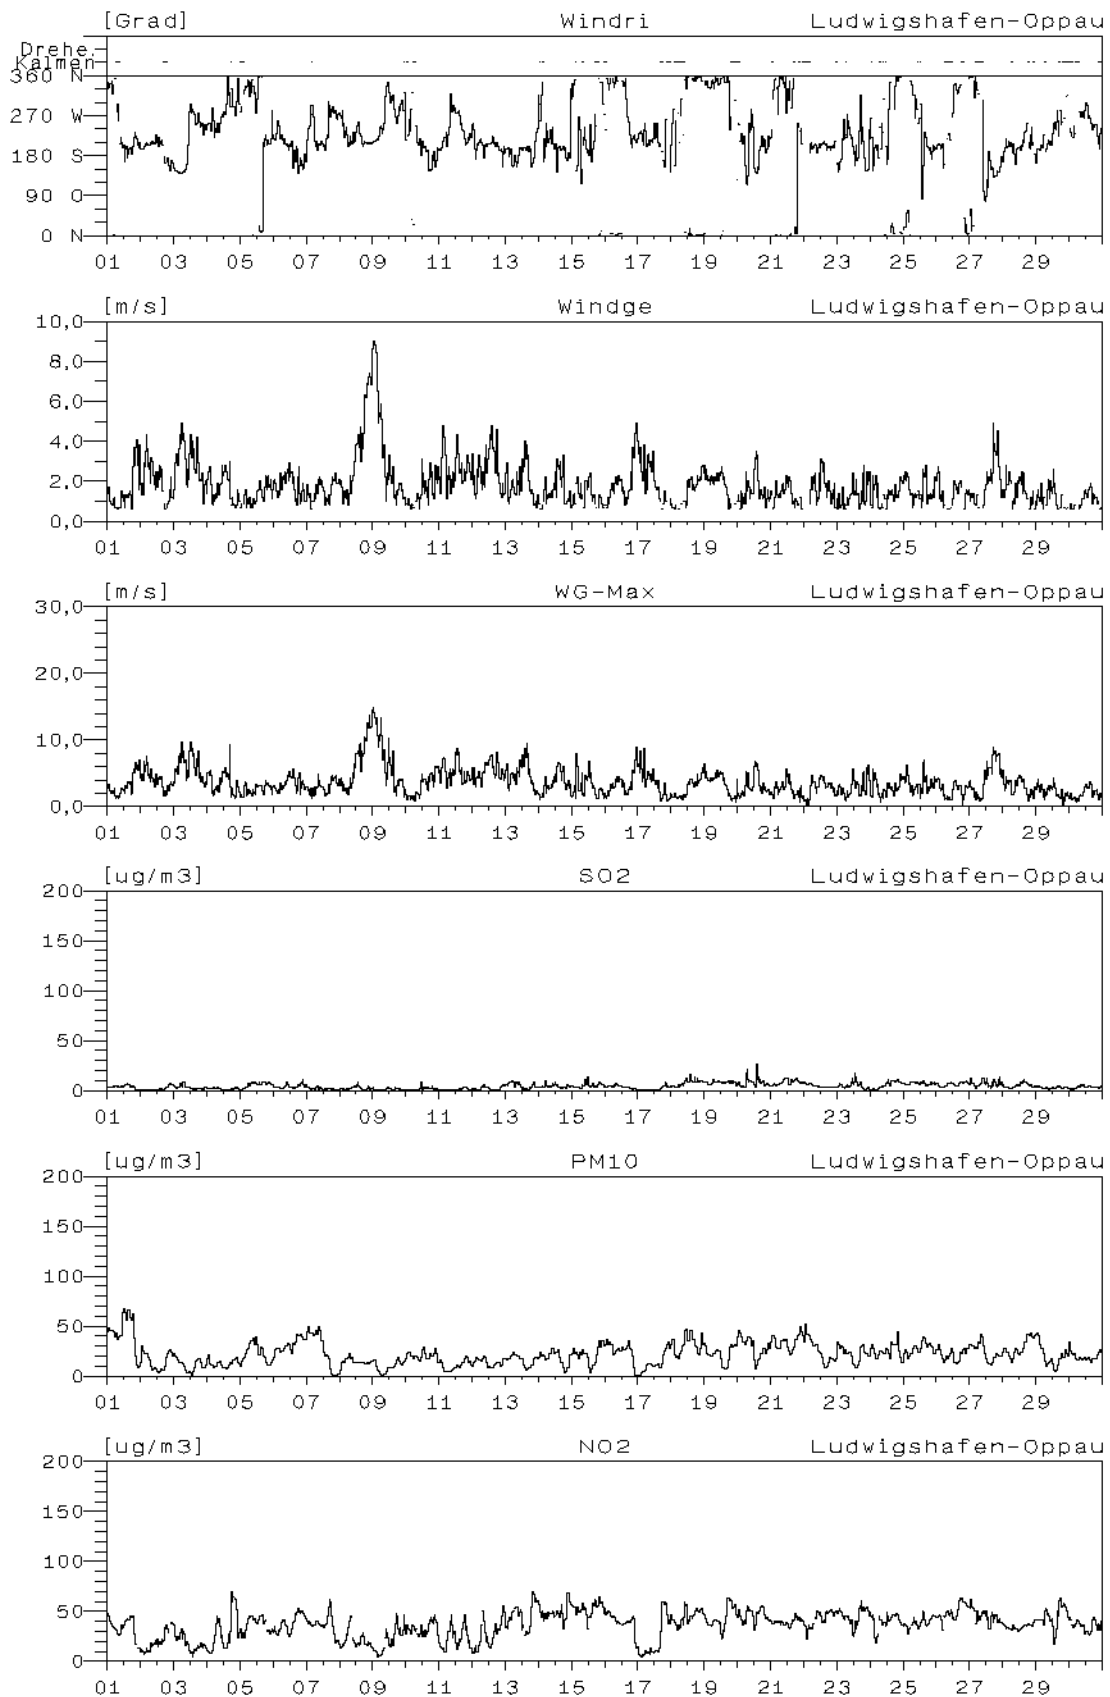 [Grad] Windri Ludwigshafen-Oppau
Drehe
Kalmen
360 N
270 W
180 S
90 O
0 N
01 03 05 07 09 11 13 15 17 19 21 23 25 27 29
[m/s] Windge Ludwigshafen-Oppau
10,0
8,0
6,0
4,0
2,0
0,0
01 03 05 07 09 11 13 15 17 19 21 23 25 27 29
[m/s] WG-Max Ludwigshafen-Oppau
30,0
20,0
10,0
0,0
01 03 05 07 09 11 13 15 17 19 21 23 25 27 29
[ug/m3] SO2 Ludwigshafen-Oppau
200
150
100
50
0
01 03 05 07 09 11 13 15 17 19 21 23 25 27 29
[ug/m3] PM10 Ludwigshafen-Oppau
200
150
100
50
0
01 03 05 07 09 11 13 15 17 19 21 23 25 27 29
[ug/m3] NO2 Ludwigshafen-Oppau
200
150
100
50
0
01 03 05 07 09 11 13 15 17 19 21 23 25 27 29